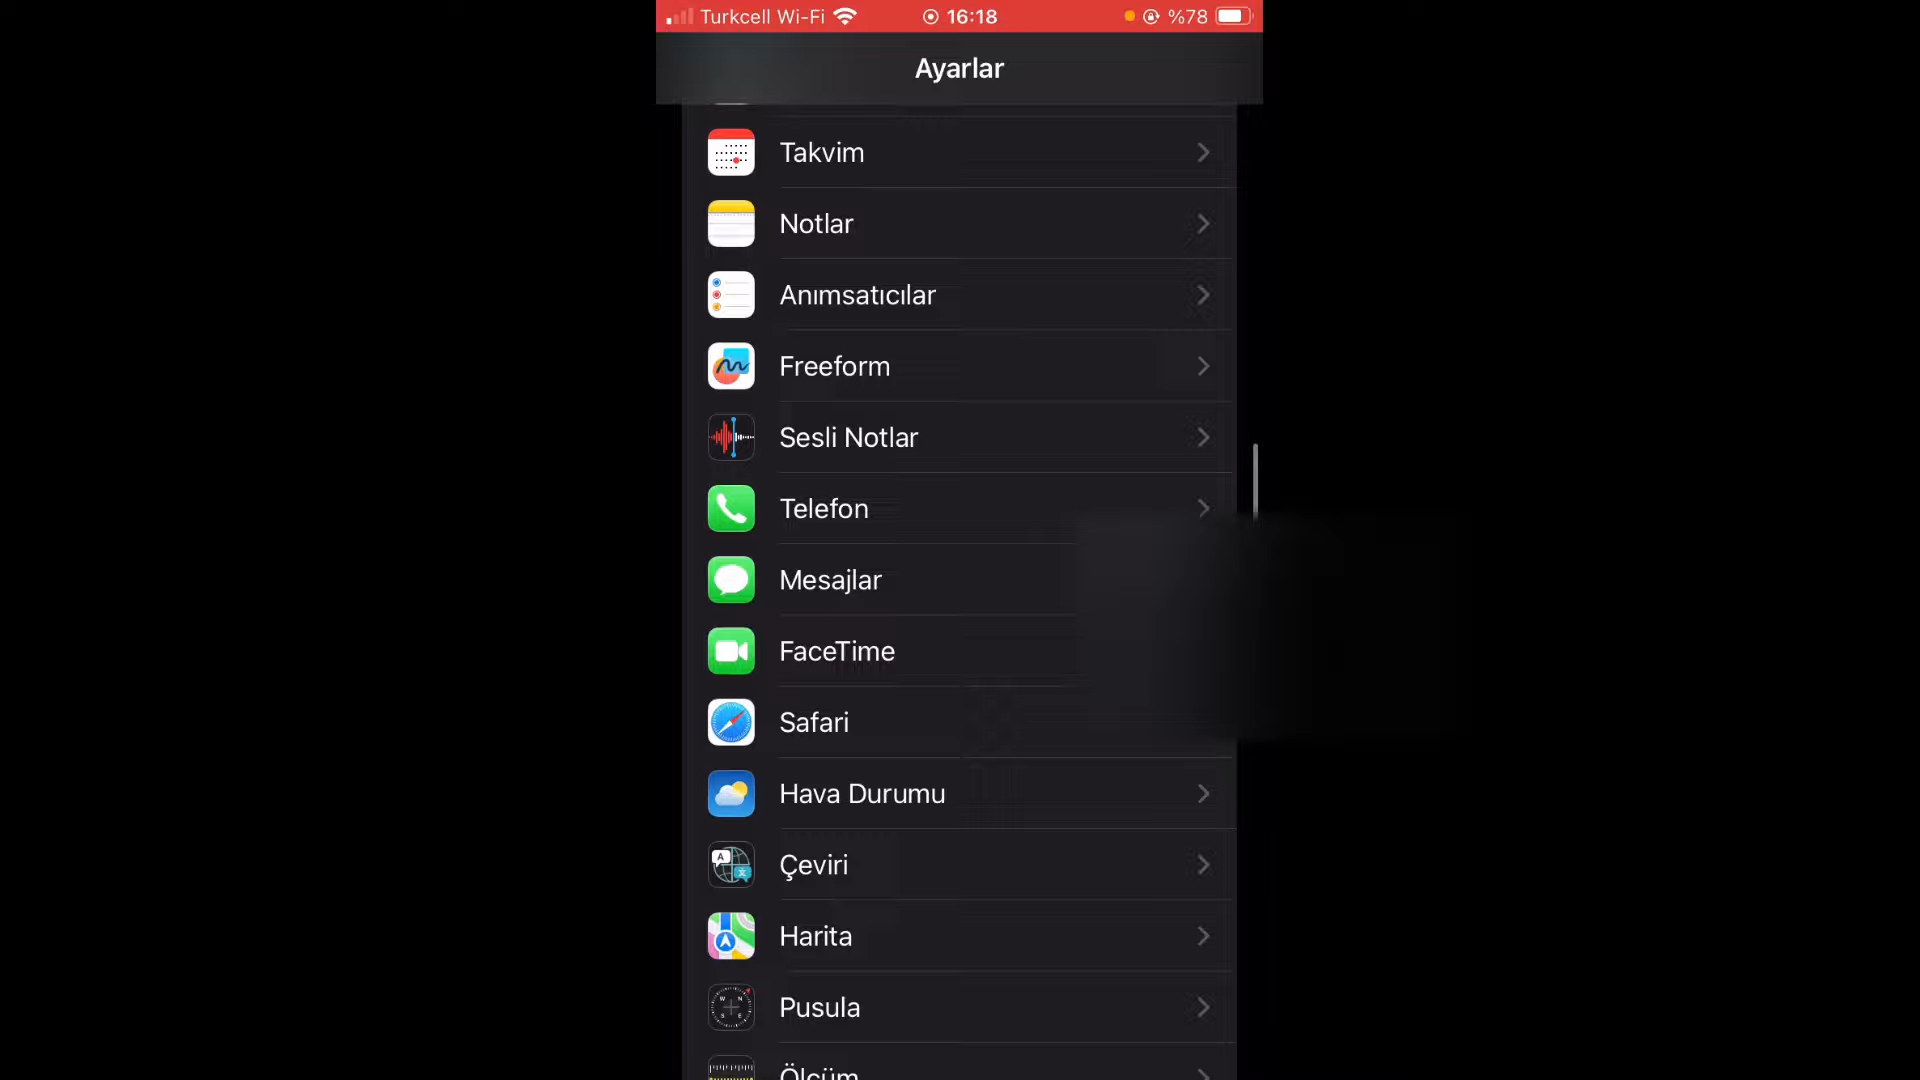 Turkcell Wi-Fi 16:18 %78
Ayarlar
Takvim
Notlar
Anımsatıcılar
Freeform
Sesli Notlar
Telefon
Mesajlar
FaceTime
Safari
Hava Durumu
Çeviri
Harita
Pusula
Ölçüm